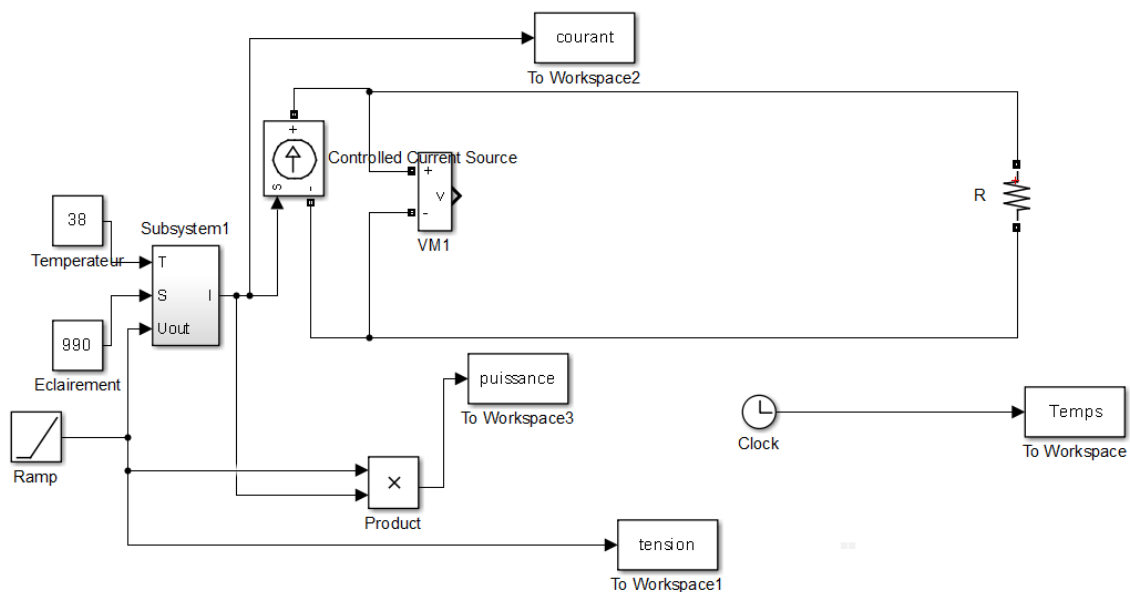 courant
To Workspace2
+
Controlled Current Source
s
-
+
v
-
VM1
R
+
38
Temperateur
Subsystem1
T
S
I
Uout
990
Eclairement
puissance
To Workspace3
Ramp
Clock
Temps
To Workspace
×
Product
tension
To Workspace1